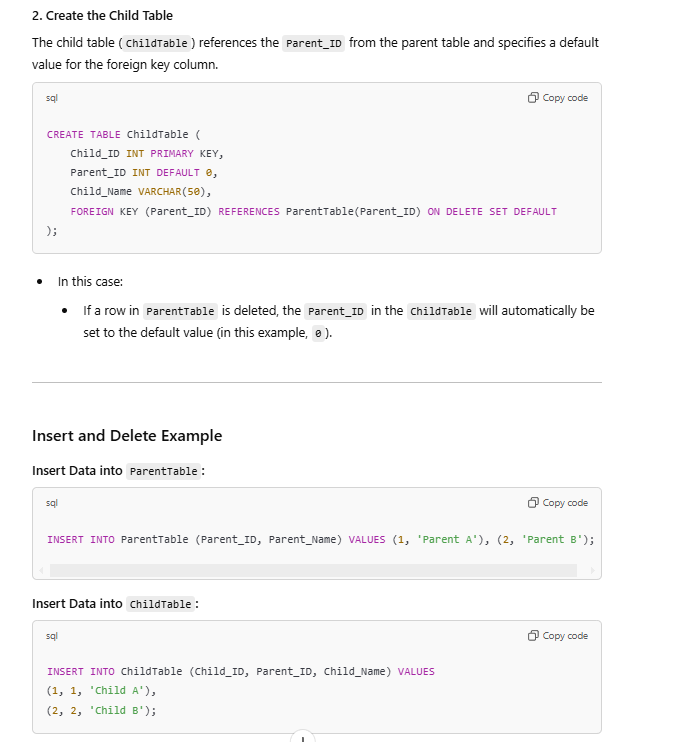 2. Create the Child Table
The child table ( ChildTable ) references the Parent_ID from the parent table and specifies a default
value for the foreign key column.
sql
Copy code
CREATE TABLE ChildTable (
    Child_ID INT PRIMARY KEY,
    Parent_ID INT DEFAULT 0,
    Child_Name VARCHAR(50),
    FOREIGN KEY (Parent_ID) REFERENCES ParentTable(Parent_ID) ON DELETE SET DEFAULT
);
• In this case:
• If a row in ParentTable is deleted, the Parent_ID in the ChildTable will automatically be
set to the default value (in this example, 0 ).
Insert and Delete Example
Insert Data into ParentTable :
sql
Copy code
INSERT INTO ParentTable (Parent_ID, Parent_Name) VALUES (1, 'Parent A'), (2, 'Parent B');
Insert Data into ChildTable :
sql
Copy code
INSERT INTO ChildTable (Child_ID, Parent_ID, Child_Name) VALUES
(1, 1, 'Child A'),
(2, 2, 'Child B');